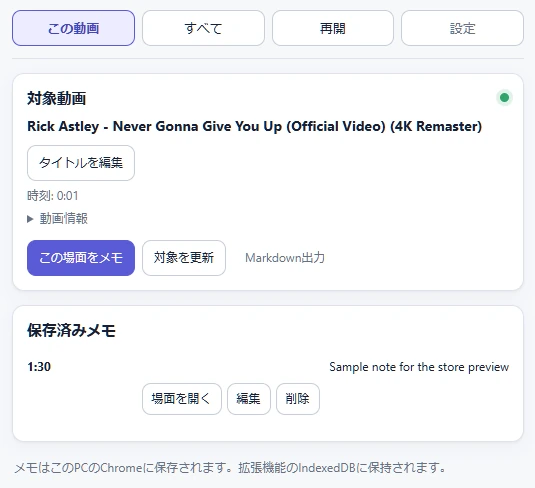 この動画 すべて 再開 設定
対象動画
Rick Astley - Never Gonna Give You Up (Official Video) (4K Remaster)
タイトルを編集
時刻: 0:01
▶ 動画情報
この場面をメモ 対象を更新 Markdown出力
保存済みメモ
1:30 Sample note for the store preview
場面を開く 編集 削除
メモはこのPCのChromeに保存されます。拡張機能のIndexedDBに保持されます。